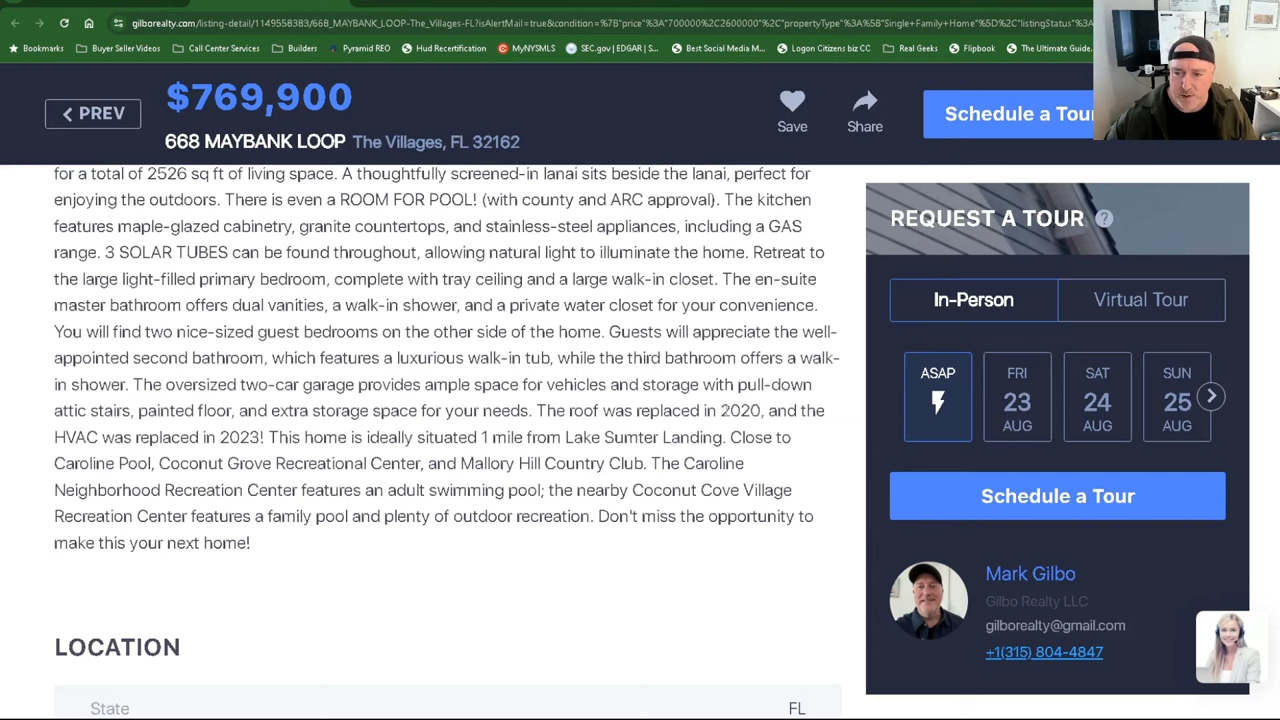 gilborealty.com/listing-detail/1149558383/668_MAYBANK_LOOP-The_Villages-FL?isAlertMail=true&condition=%7B"price"%3A"700000%2C2600000"%2C"propertyType"%3A%5B"Single+Family+Home"%5D%2C"listingStatus"%3A
Bookmarks Buyer Seller Videos Call Center Services Builders Pyramid REO Hud Recertification MyNYSMLS SEC.gov | EDGAR | S... Best Social Media M... Logon Citizens biz CC Real Geeks Flipbook The Ultimate Guide.
PREV
$769,900
668 MAYBANK LOOP The Villages, FL 32162
Save
Share
Schedule a Tou
for a total of 2526 sq ft of living space. A thoughtfully screened-in lanai sits beside the lanai, perfect for
enjoying the outdoors. There is even a ROOM FOR POOL! (with county and ARC approval). The kitchen
features maple-glazed cabinetry, granite countertops, and stainless-steel appliances, including a GAS
range. 3 SOLAR TUBES can be found throughout, allowing natural light to illuminate the home. Retreat to
the large light-filled primary bedroom, complete with tray ceiling and a large walk-in closet. The en-suite
master bathroom offers dual vanities, a walk-in shower, and a private water closet for your convenience.
You will find two nice-sized guest bedrooms on the other side of the home. Guests will appreciate the well-
appointed second bathroom, which features a luxurious walk-in tub, while the third bathroom offers a walk-
in shower. The oversized two-car garage provides ample space for vehicles and storage with pull-down
attic stairs, painted floor, and extra storage space for your needs. The roof was replaced in 2020, and the
HVAC was replaced in 2023! This home is ideally situated 1 mile from Lake Sumter Landing. Close to
Caroline Pool, Coconut Grove Recreational Center, and Mallory Hill Country Club. The Caroline
Neighborhood Recreation Center features an adult swimming pool; the nearby Coconut Cove Village
Recreation Center features a family pool and plenty of outdoor recreation. Don't miss the opportunity to
make this your next home!
LOCATION
State FL
REQUEST A TOUR ?
In-Person Virtual Tour
ASAP
FRI
23
AUG
SAT
24
AUG
SUN
25
AUG
Schedule a Tour
Mark Gilbo
Gilbo Realty LLC
gilborealty@gmail.com
+1(315) 804-4847